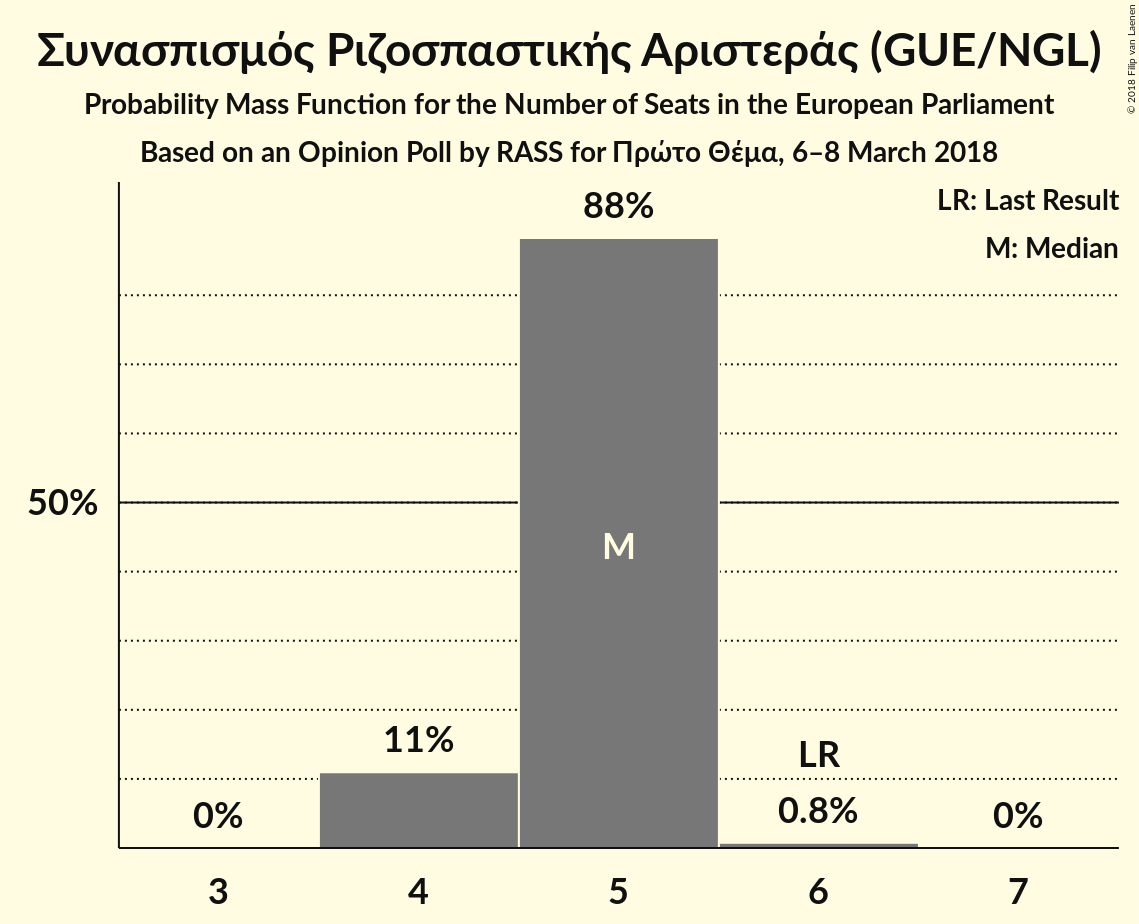 Συνασπισμός Ριζοσπαστικής Αριστεράς (GUE/NGL)
Probability Mass Function for the Number of Seats in the European Parliament
Based on an Opinion Poll by RASS for Πρώτο Θέμα, 6–8 March 2018
© 2018 Filip van Laenen
LR: Last Result
M: Median
88%
50%
M
11%
LR
0%
0.8%
0%
3 4 5 6 7